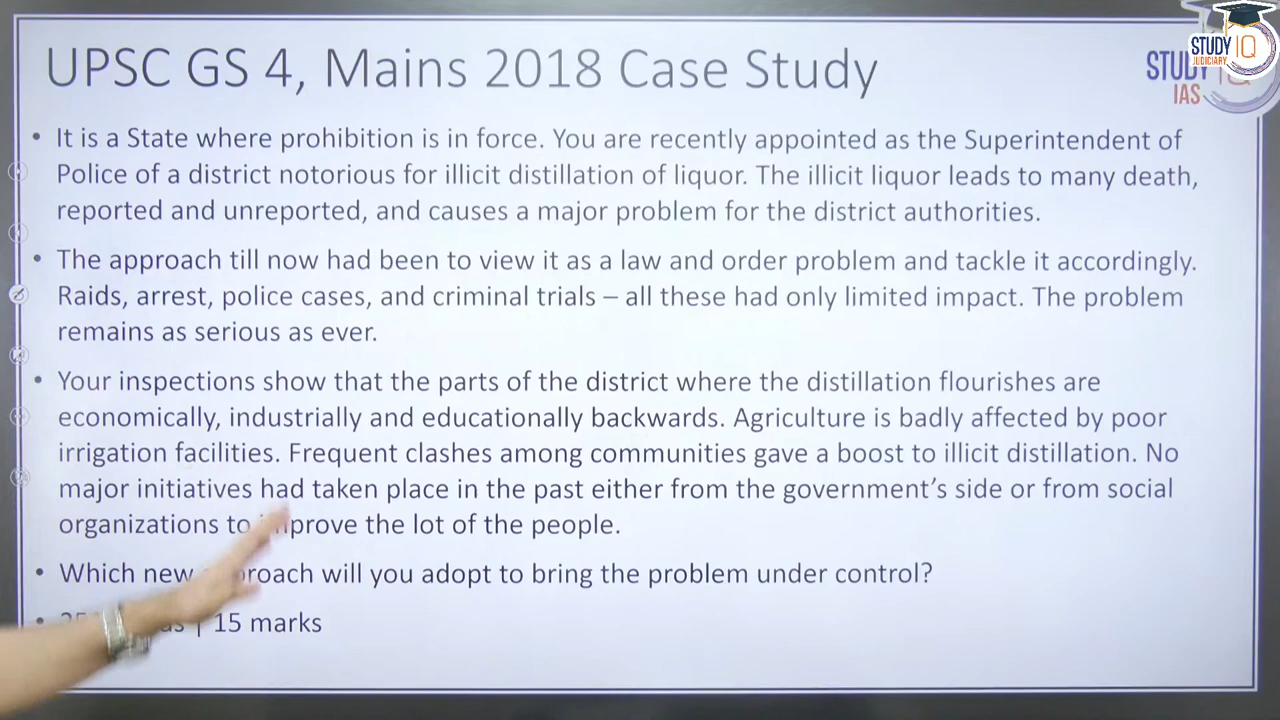 UPSC GS 4, Mains 2018 Case Study
STUDY IQ
JUDICIARY
STUDY
IAS
• It is a State where prohibition is in force. You are recently appointed as the Superintendent of
Police of a district notorious for illicit distillation of liquor. The illicit liquor leads to many death,
reported and unreported, and causes a major problem for the district authorities.
• The approach till now had been to view it as a law and order problem and tackle it accordingly.
Raids, arrest, police cases, and criminal trials – all these had only limited impact. The problem
remains as serious as ever.
• Your inspections show that the parts of the district where the distillation flourishes are
economically, industrially and educationally backwards. Agriculture is badly affected by poor
irrigation facilities. Frequent clashes among communities gave a boost to illicit distillation. No
major initiatives had taken place in the past either from the government's side or from social
organizations to improve the lot of the people.
• Which new approach will you adopt to bring the problem under control?
• | 15 marks